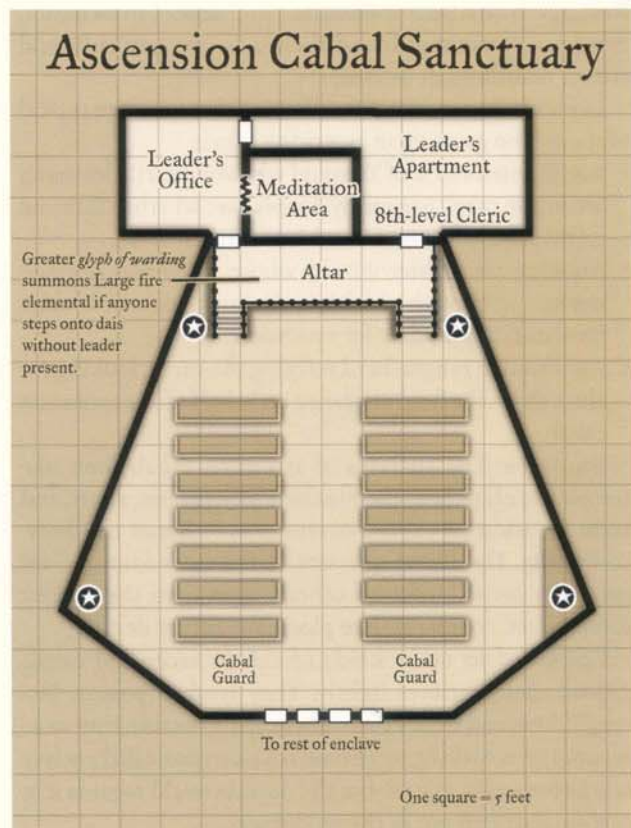 Ascension Cabal Sanctuary
Leader's
Office
Meditation
Area
Leader's
Apartment
8th-level Cleric
Greater glyph of warding
summons Large fire
elemental if anyone
steps onto dais
without leader
present.
Altar
Cabal
Guard
Cabal
Guard
To rest of enclave
One square = 5 feet